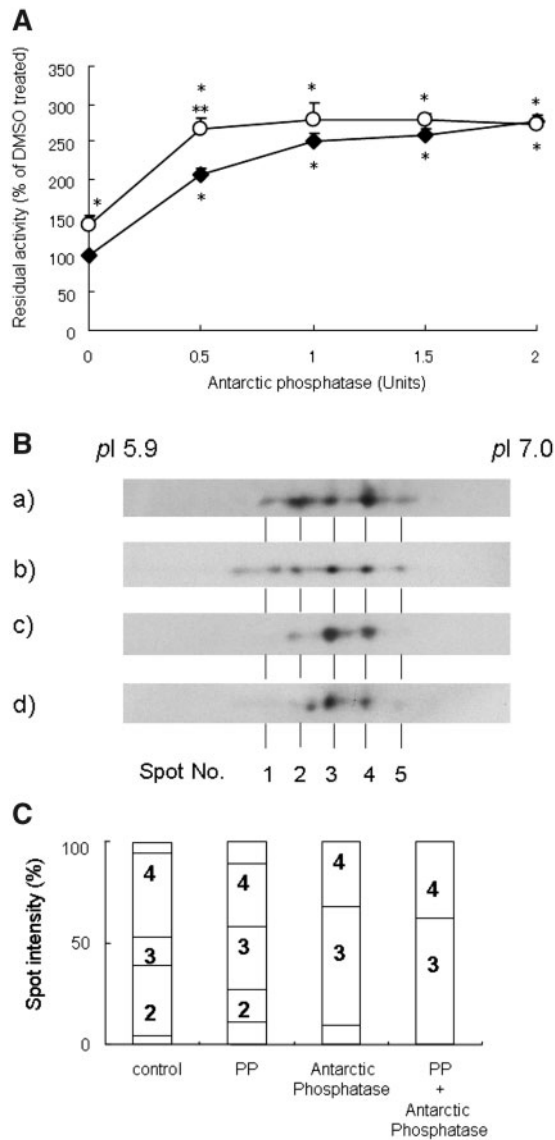 A
Residual activity (% of DMSO treated)
350
300
250
200
150
100
50
0
*
*
**
*
*
*
*
*
*
*
0 0.5 1 1.5 2
Antarctic phosphatase (Units)
B
pI 5.9 pI 7.0
a)
b)
c)
d)
Spot No. 1 2 3 4 5
C
Spot intensity (%)
100
50
0
4
3
2
4
3
2
4
3
4
3
control
PP
Antarctic
Phosphatase
PP
+
Antarctic
Phosphatase